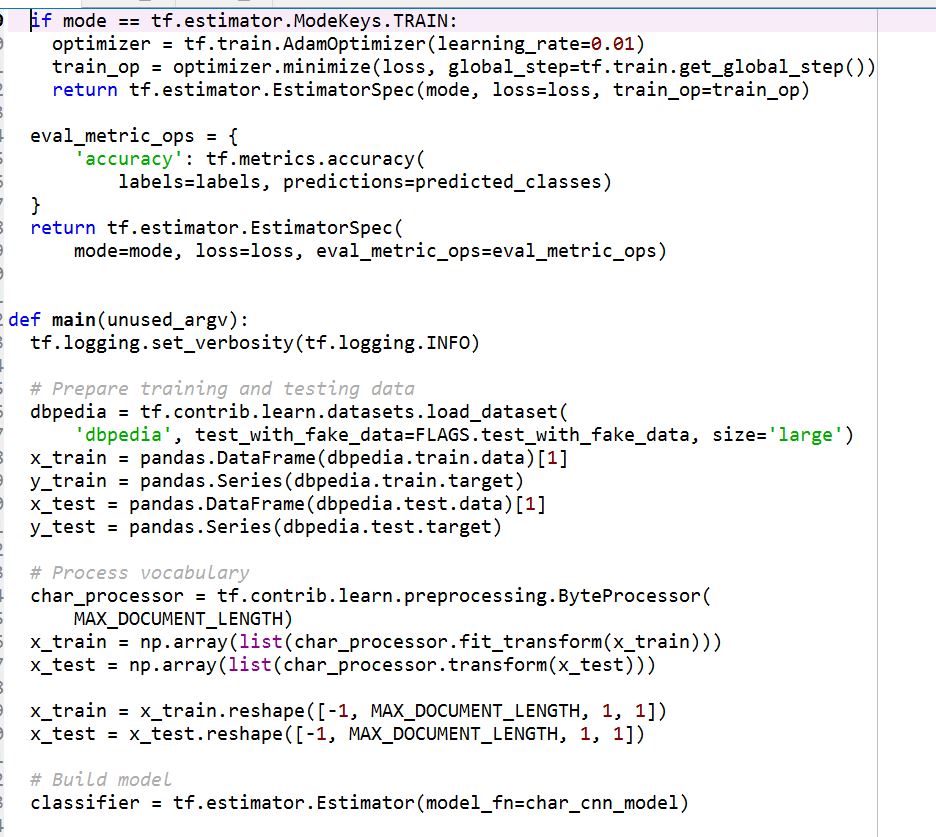 if mode == tf.estimator.ModeKeys.TRAIN:
optimizer = tf.train.AdamOptimizer(learning_rate=0.01)
train_op = optimizer.minimize(loss, global_step=tf.train.get_global_step())
return tf.estimator.EstimatorSpec(mode, loss=loss, train_op=train_op)
eval_metric_ops = {
'accuracy': tf.metrics.accuracy(
labels=labels, predictions=predicted_classes)
}
return tf.estimator.EstimatorSpec(
mode=mode, loss=loss, eval_metric_ops=eval_metric_ops)
def main(unused_argv):
tf.logging.set_verbosity(tf.logging.INFO)
# Prepare training and testing data
dbpedia = tf.contrib.learn.datasets.load_dataset(
'dbpedia', test_with_fake_data=FLAGS.test_with_fake_data, size='large')
x_train = pandas.DataFrame(dbpedia.train.data)[1]
y_train = pandas.Series(dbpedia.train.target)
x_test = pandas.DataFrame(dbpedia.test.data)[1]
y_test = pandas.Series(dbpedia.test.target)
# Process vocabulary
char_processor = tf.contrib.learn.preprocessing.ByteProcessor(
MAX_DOCUMENT_LENGTH)
x_train = np.array(list(char_processor.fit_transform(x_train)))
x_test = np.array(list(char_processor.transform(x_test)))
x_train = x_train.reshape([-1, MAX_DOCUMENT_LENGTH, 1, 1])
x_test = x_test.reshape([-1, MAX_DOCUMENT_LENGTH, 1, 1])
# Build model
classifier = tf.estimator.Estimator(model_fn=char_cnn_model)